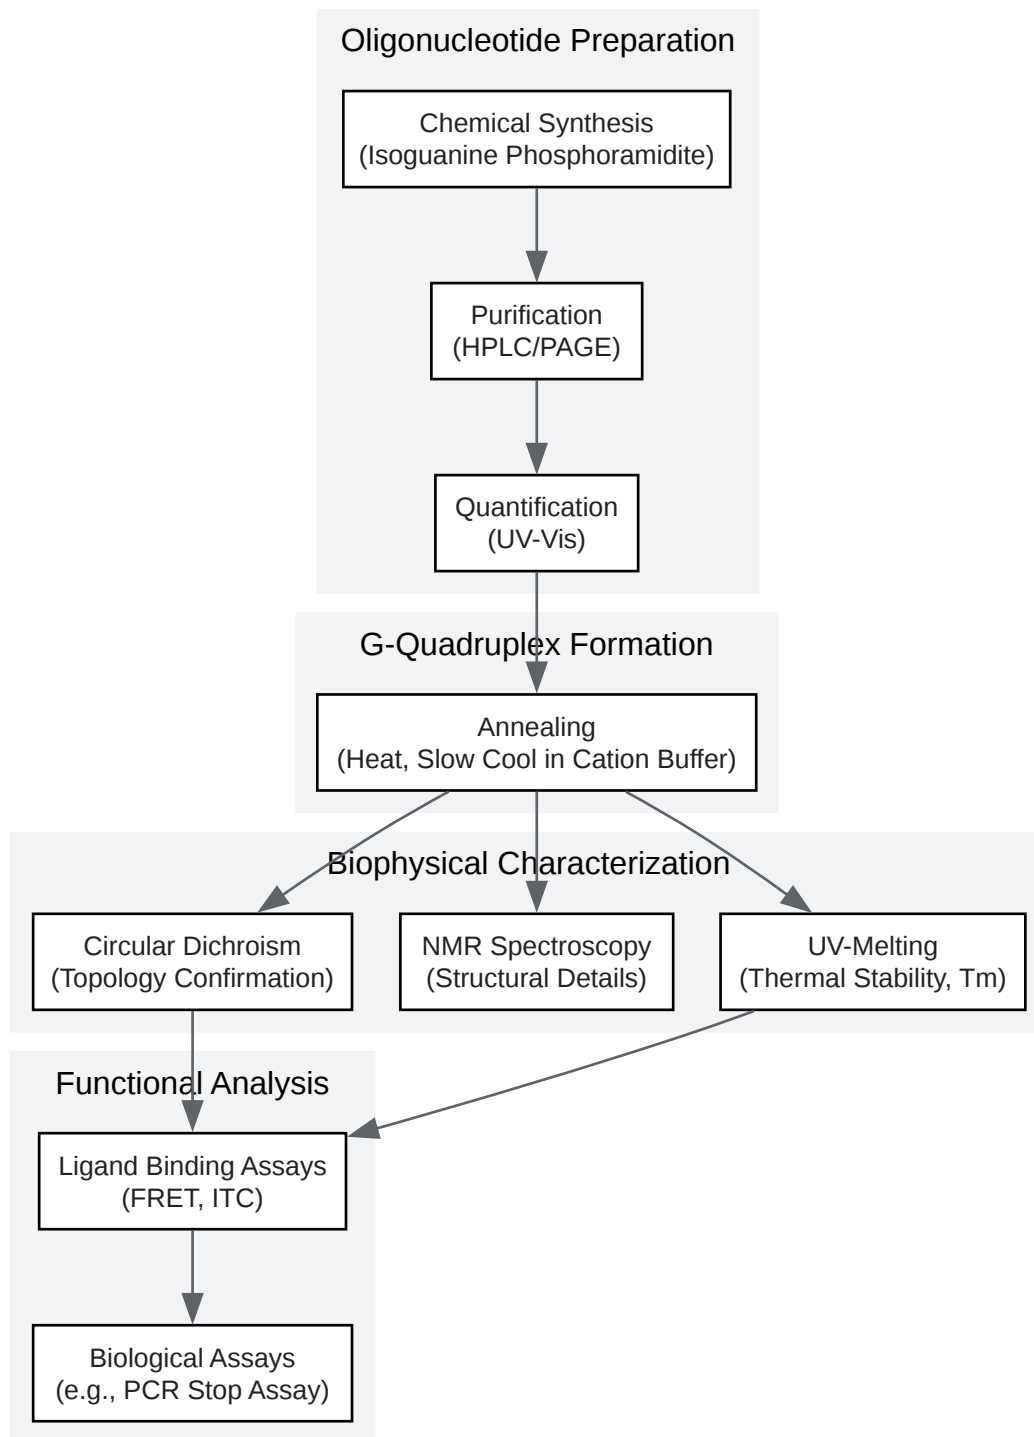 Oligonucleotide Preparation
Chemical Synthesis
(Isoguanine Phosphoramidite)
Purification
(HPLC/PAGE)
Quantification
(UV-Vis)
G-Quadruplex Formation
Annealing
(Heat, Slow Cool in Cation Buffer)
Biophysical Characterization
Circular Dichroism
(Topology Confirmation)
NMR Spectroscopy
(Structural Details)
UV-Melting
(Thermal Stability, Tm)
Functional Analysis
Ligand Binding Assays
(FRET, ITC)
Biological Assays
(e.g., PCR Stop Assay)